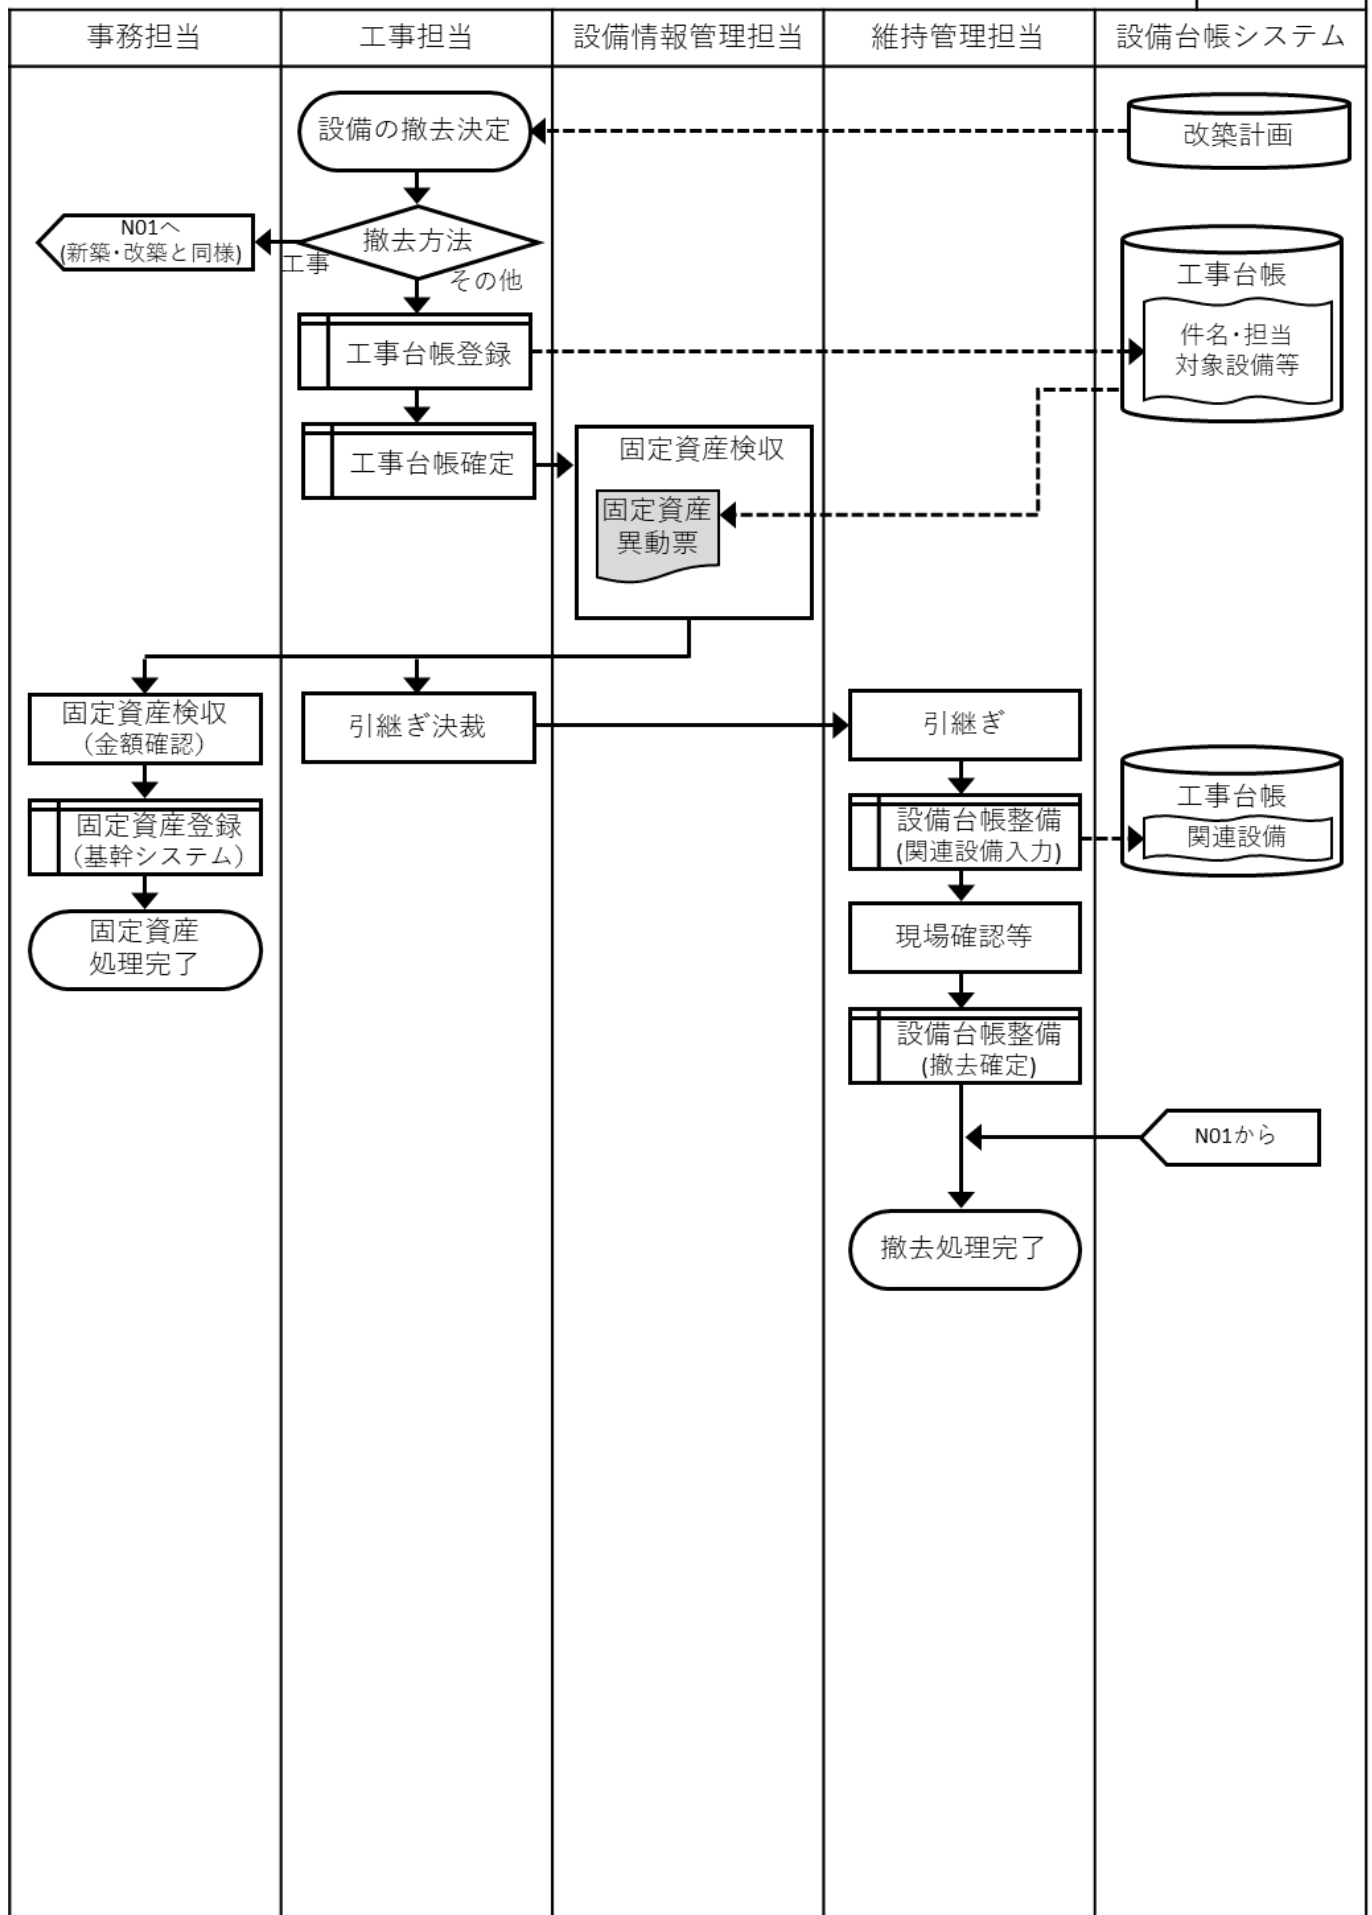 事務担当
工事担当
設備情報管理担当
維持管理担当
設備台帳システム
設備の撤去決定
改築計画
N01へ
(新築・改築と同様)
撤去方法
工事
その他
工事台帳
件名・担当
対象設備等
工事台帳登録
工事台帳確定
固定資産検収
固定資産
異動票
固定資産検収
（金額確認）
引継ぎ決裁
引継ぎ
固定資産登録
（基幹システム）
設備台帳整備
(関連設備入力)
工事台帳
関連設備
固定資産
処理完了
現場確認等
設備台帳整備
(撤去確定)
N01から
撤去処理完了